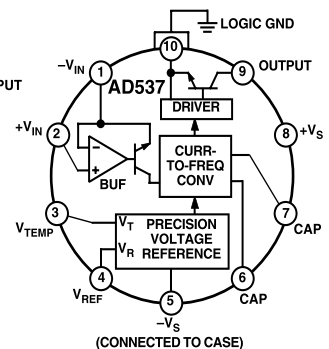 LOGIC GND
10
–VIN
1
AD537
9
OUTPUT
PUT
DRIVER
+VIN
2
8
+VS
–
+
BUF
CURR-
TO-FREQ
CONV
3
VTEMP
VT
PRECISION
VOLTAGE
REFERENCE
VR
7
CAP
4
VREF
6
CAP
5
–VS
(CONNECTED TO CASE)